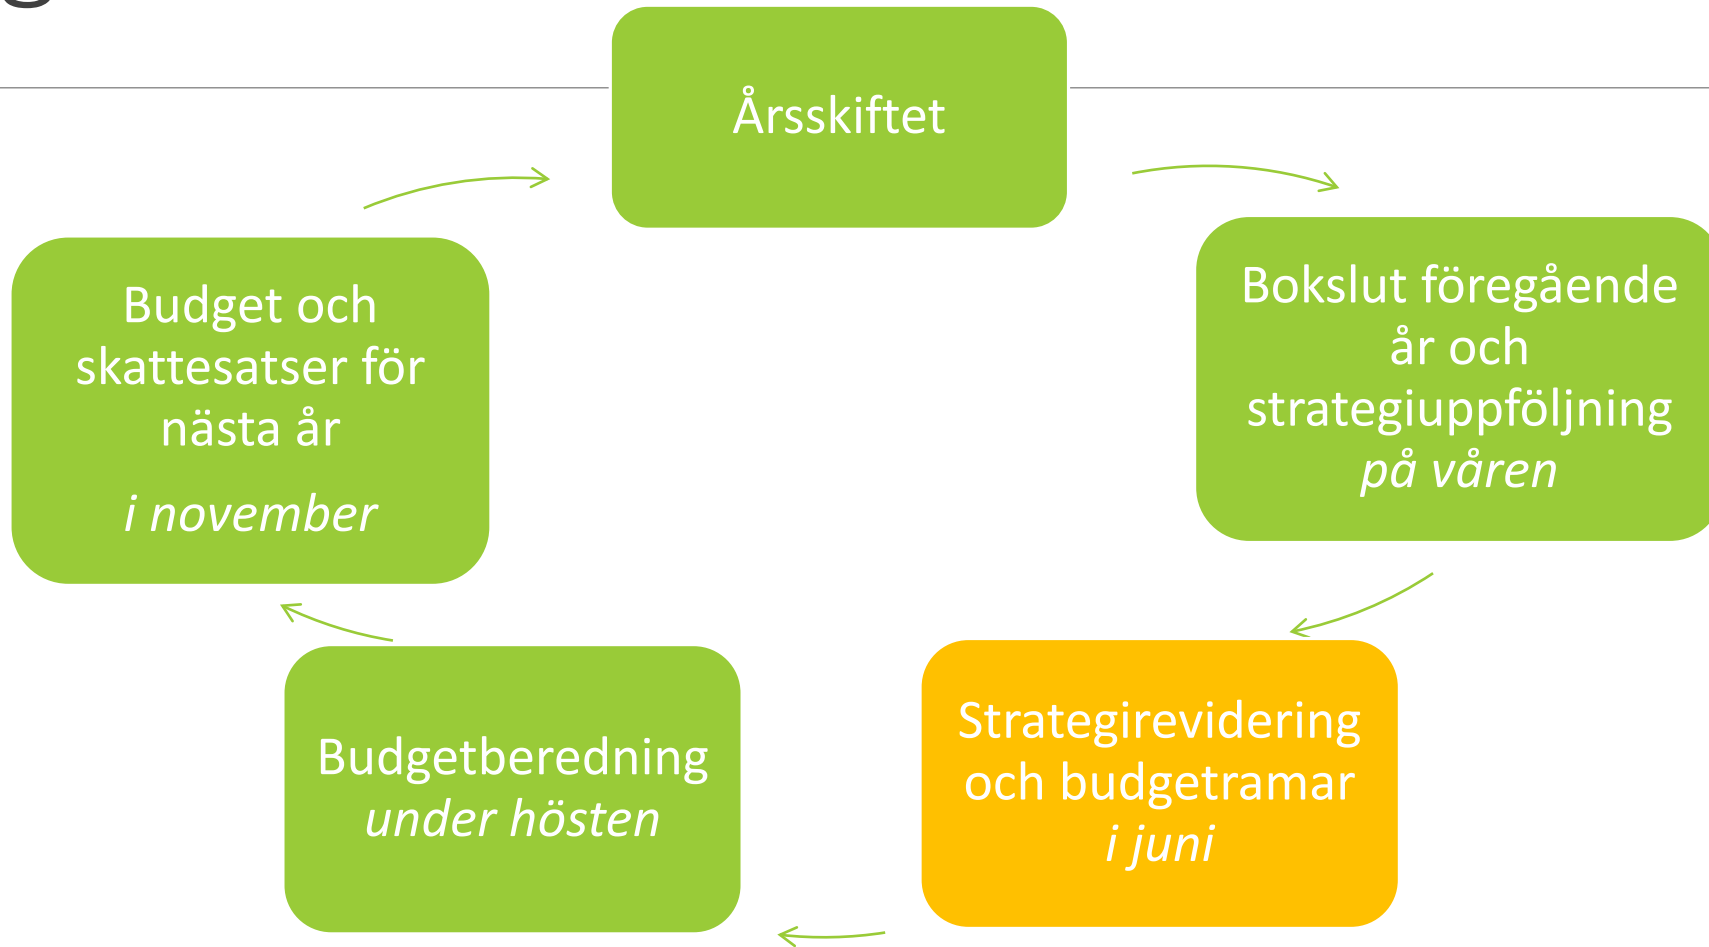 Årsskiftet
Bokslut föregående
år och
strategiuppföljning
på våren
Strategirevidering
och budgetramar
i juni
Budgetberedning
under hösten
Budget och
skattesatser för
nästa år
i november